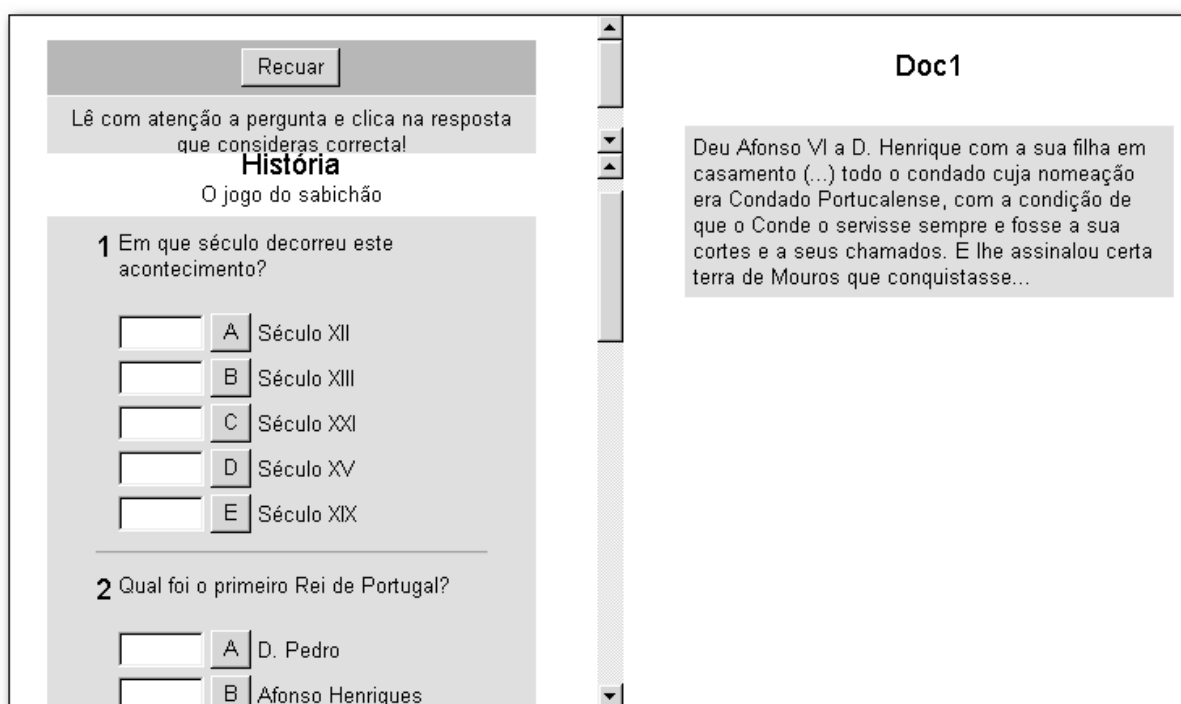 Recuar
Lê com atenção a pergunta e clica na resposta
que consideras correcta!
História
O jogo do sabichão
1 Em que século decorreu este
acontecimento?
A Século XII
B Século XIII
C Século XXI
D Século XV
E Século XIX
2 Qual foi o primeiro Rei de Portugal?
A D. Pedro
B Afonso Henriques
Doc1
Deu Afonso VI a D. Henrique com a sua filha em
casamento (...) todo o condado cuja nomeação
era Condado Portucalense, com a condição de
que o Conde o servisse sempre e fosse a sua
cortes e a seus chamados. E lhe assinalou certa
terra de Mouros que conquistasse...